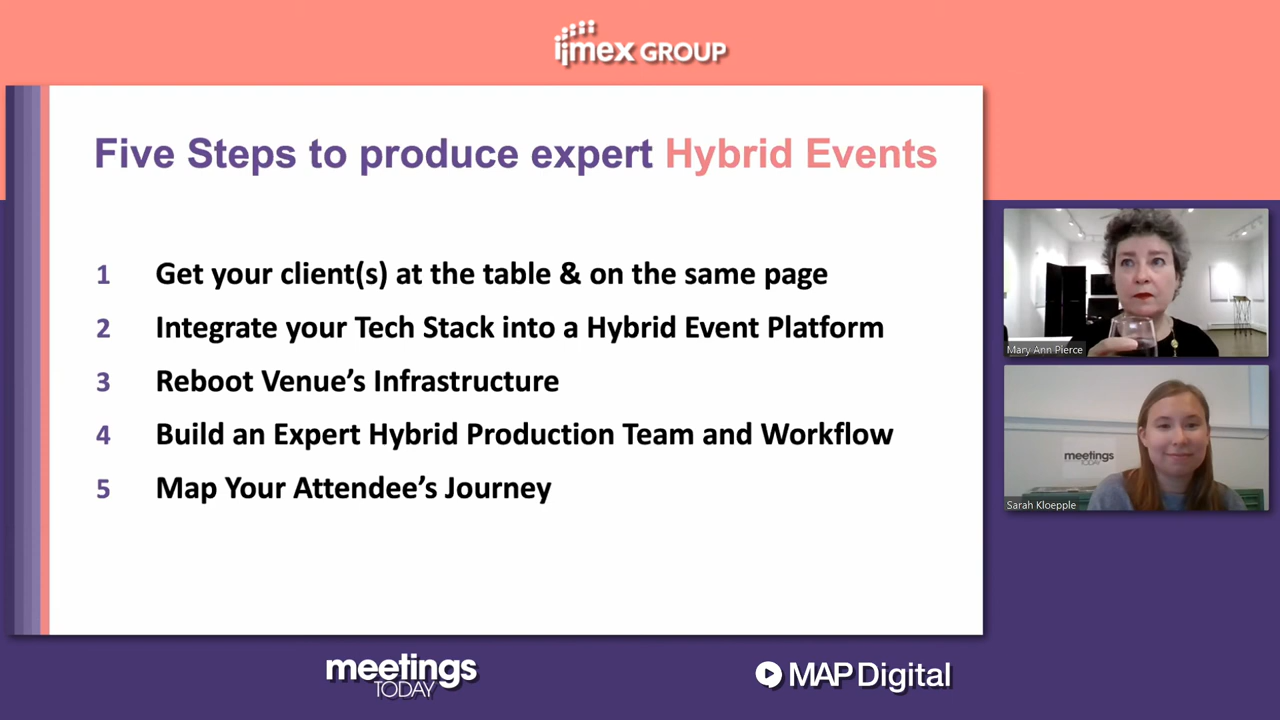 imex GROUP
Five Steps to produce expert Hybrid Events
1 Get your client(s) at the table & on the same page
2 Integrate your Tech Stack into a Hybrid Event Platform
3 Reboot Venue's Infrastructure
4 Build an Expert Hybrid Production Team and Workflow
5 Map Your Attendee's Journey
Mary Ann Pierce
meetings
TODAY
Sarah Kloepple
meetings
TODAY
MAP Digital